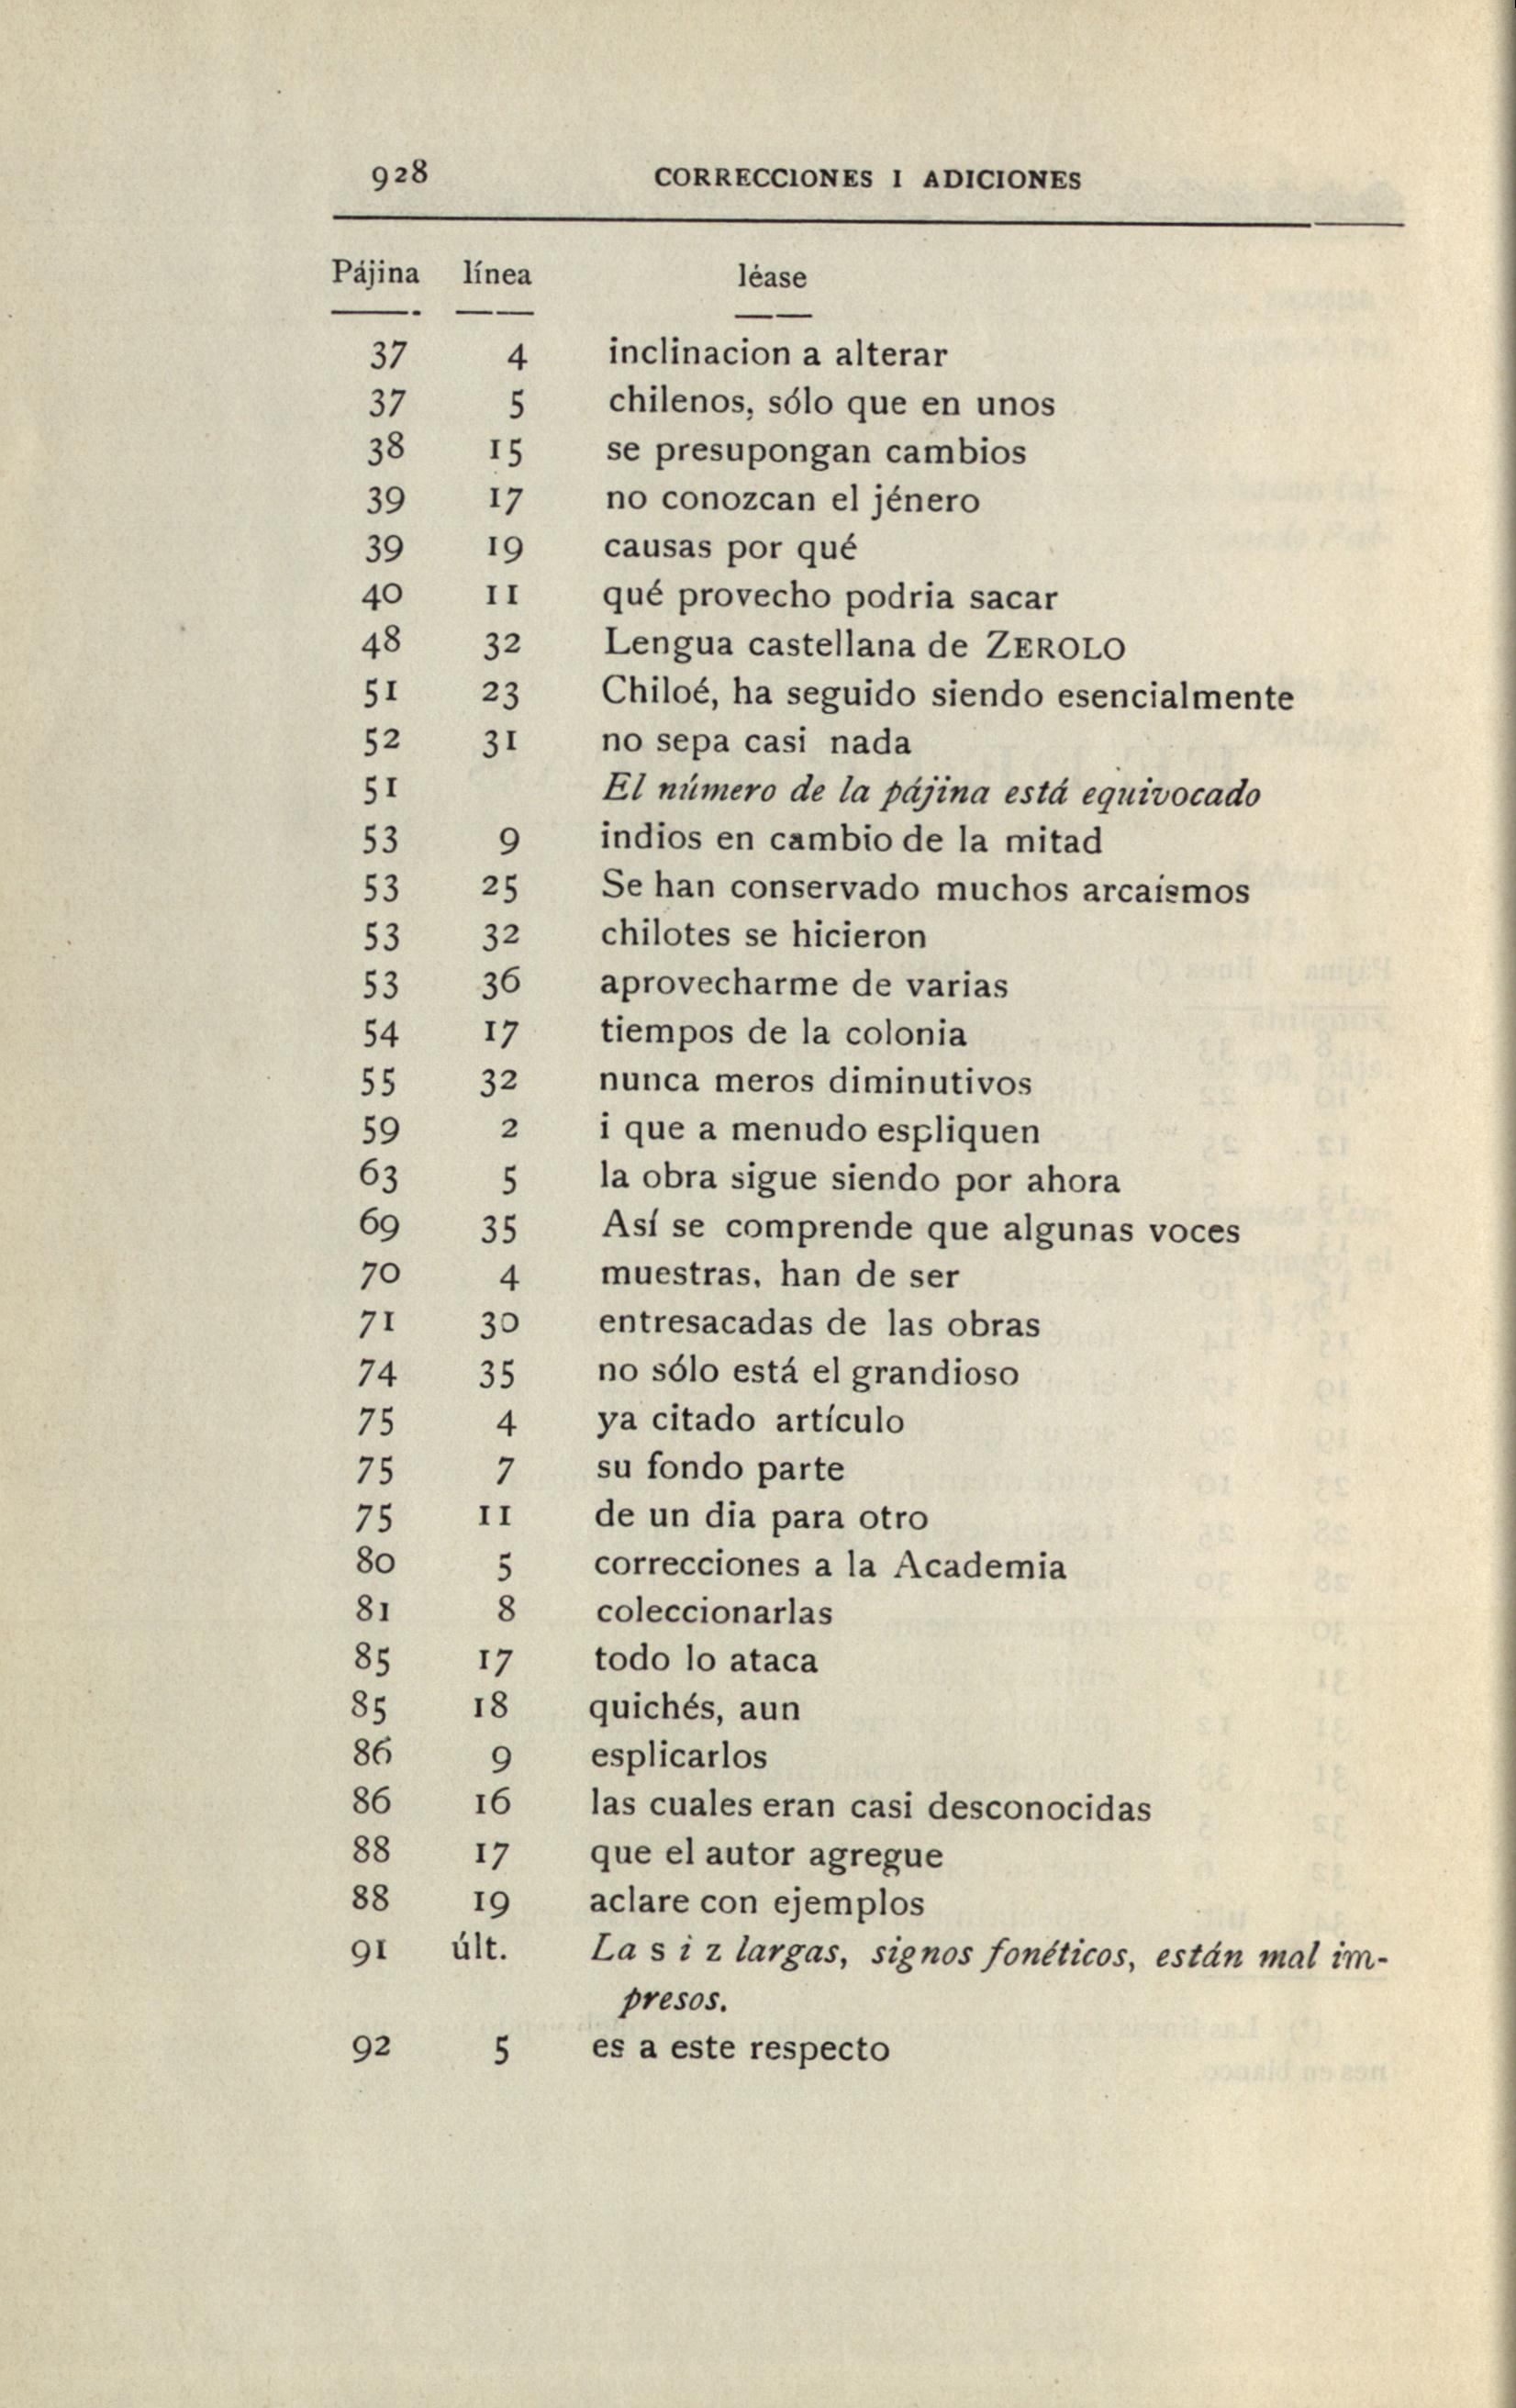 928 CORRECCIONES I ADICIONES
Pájina línea léase
37 4 inclinacion a alterar
37 5 chilenos, sólo que en unos
38 15 se presupongan cambios
39 17 no conozcan el jénero
39 19 causas por qué
40 11 qué provecho podria sacar
48 32 Lengua castellana de ZEROLO
51 23 Chiloé, ha seguido siendo esencialmente
52 31 no sepa casi nada
51 El número de la pájina está equivocado
53 9 indios en cambio de la mitad
53 25 Se han conservado muchos arcaismos
53 32 chilotes se hicieron
53 36 aprovecharme de varias
54 17 tiempos de la colonia
55 32 nunca meros diminutivos
59 2 i que a menudo espliquen
63 5 la obra sigue siendo por ahora
69 35 Así se comprende que algunas voces
70 4 muestras, han de ser
71 30 entresacadas de las obras
74 35 no sólo está el grandioso
75 4 ya citado artículo
75 7 su fondo parte
75 11 de un dia para otro
80 5 correcciones a la Academia
81 8 coleccionarlas
85 17 todo lo ataca
85 18 quichés, aun
86 9 esplicarlos
86 16 las cuales eran casi desconocidas
88 17 que el autor agregue
88 19 aclare con ejemplos
91 últ. La s i z largas, signos fonéticos, están mal im-
presos.
92 5 es a este respecto